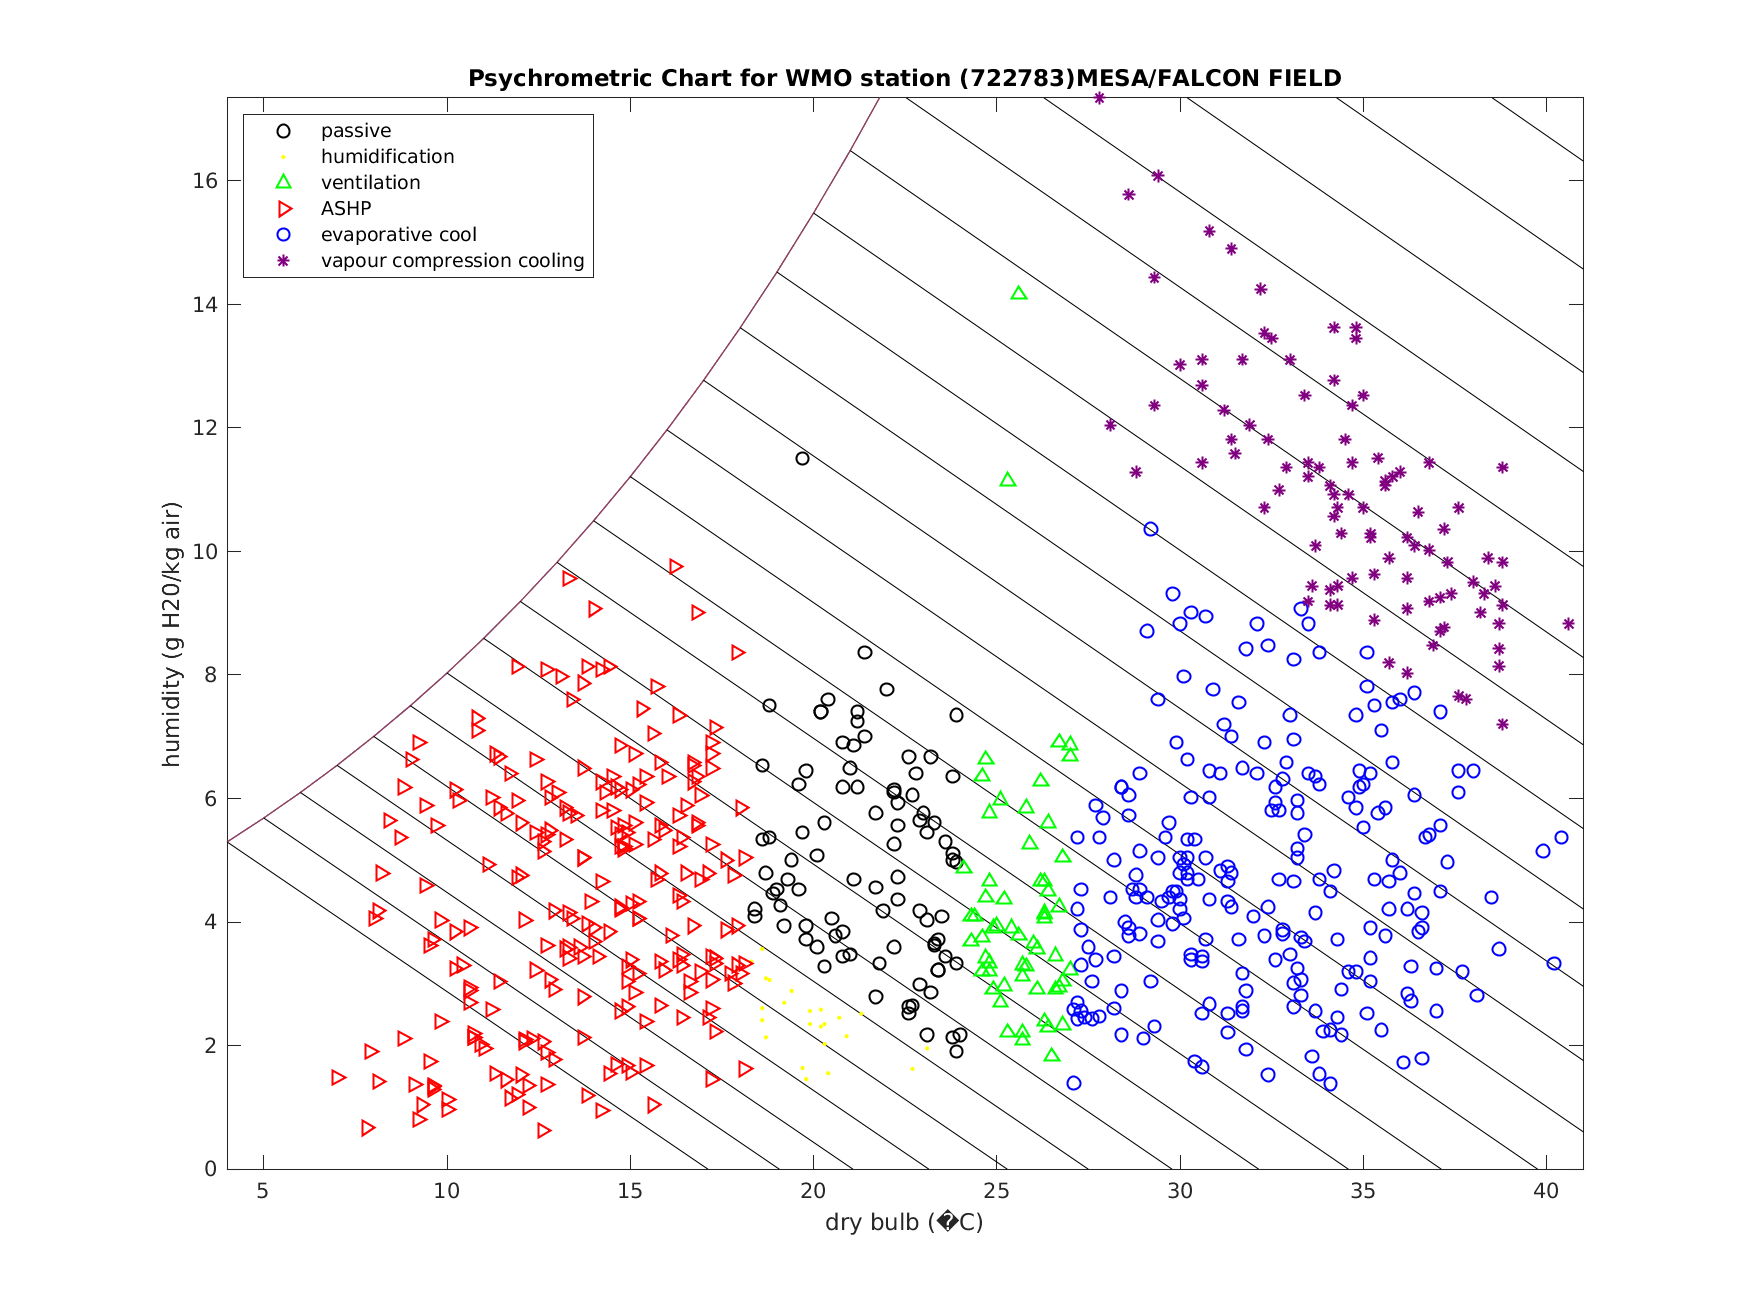 Psychrometric Chart for WMO station (722783)MESA/FALCON FIELD
passive
humidification
ventilation
ASHP
evaporative cool
vapour compression cooling
humidity (g H20/kg air)
16
14
12
10
8
6
4
2
0
5 10 15 20 25 30 35 40
dry bulb (�C)